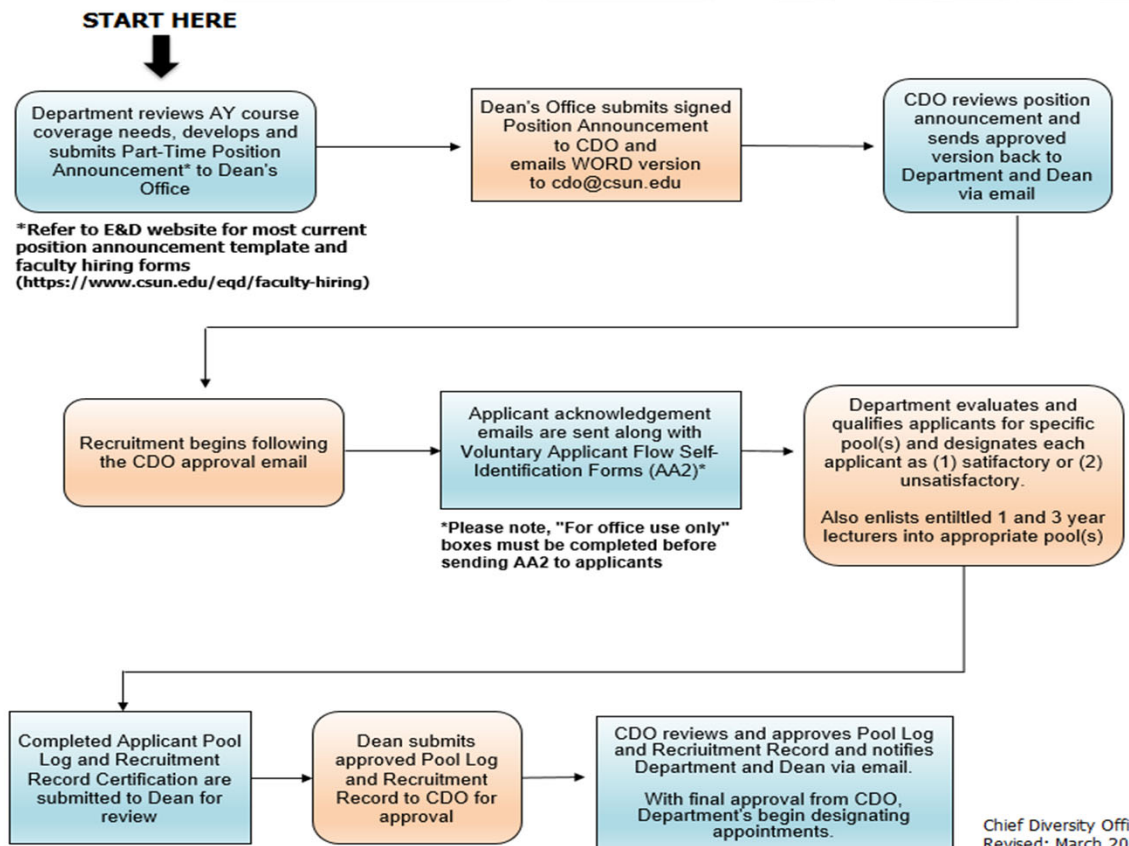 START HERE
Department reviews AY course
coverage needs, develops and
submits Part-Time Position
Announcement* to Dean's
Office
Dean's Office submits signed
Position Announcement
to CDO and
emails WORD version
to cdo@csun.edu
CDO reviews position
announcement and
sends approved
version back to
Department and Dean
via email
*Refer to E&D website for most current
position announcement template and
faculty hiring forms
(https://www.csun.edu/eqd/faculty-hiring)
Recruitment begins following
the CDO approval email
Applicant acknowledgement
emails are sent along with
Voluntary Applicant Flow Self-
Identification Forms (AA2)*
*Please note, "For office use only"
boxes must be completed before
sending AA2 to applicants
Department evaluates and
qualifies applicants for specific
pool(s) and designates each
applicant as (1) satifactory or (2)
unsatisfactory.
Also enlists entiltled 1 and 3 year
lecturers into appropriate pool(s)
Completed Applicant Pool
Log and Recruitment
Record Certification are
submitted to Dean for
review
Dean submits
approved Pool Log
and Recruitment
Record to CDO for
approval
CDO reviews and approves Pool Log
and Recriuitment Record and notifies
Department and Dean via email.
With final approval from CDO,
Department's begin designating
appointments.
Chief Diversity Offi
Revised: March 20